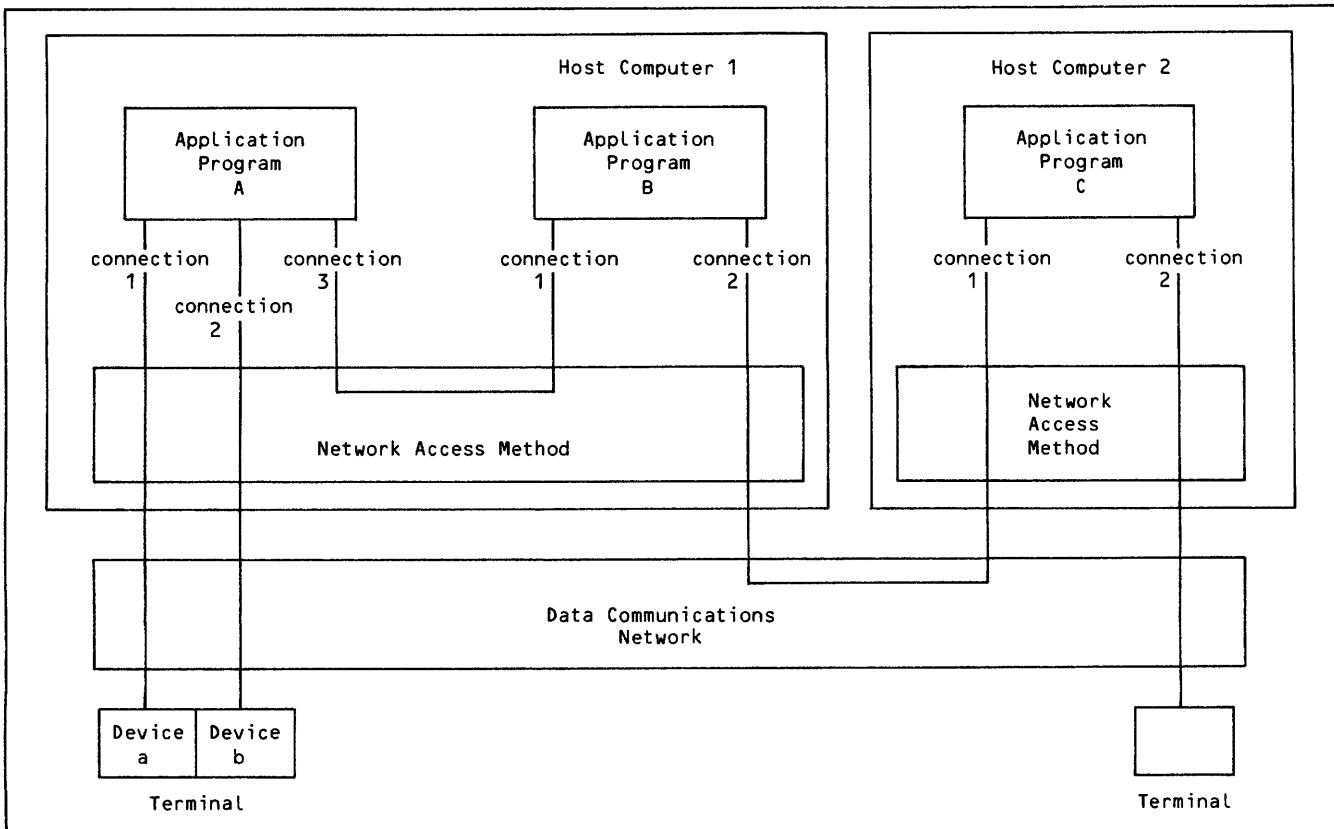 Host Computer 1
Host Computer 2
Application
Program
A
Application
Program
B
Application
Program
C
connection
1
connection
2
connection
3
connection
1
connection
2
connection
1
connection
2
Network Access Method
Network
Access
Method
Data Communications
Network
Device
a
Device
b
Terminal
Terminal